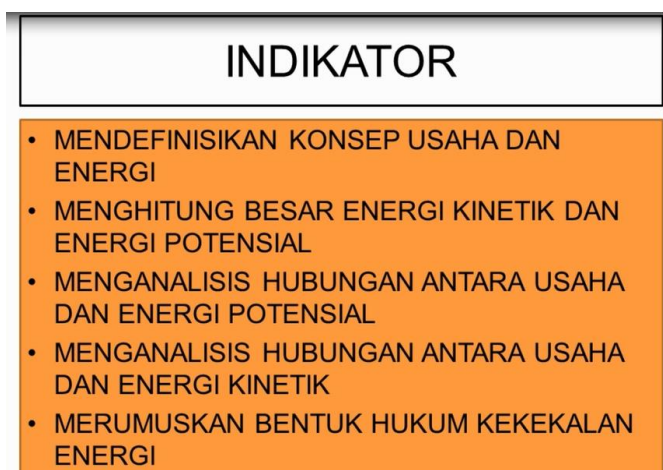 INDIKATOR
• MENDEFINISIKAN KONSEP USAHA DAN
ENERGI
• MENGHITUNG BESAR ENERGI KINETIK DAN
ENERGI POTENSIAL
• MENGANALISIS HUBUNGAN ANTARA USAHA
DAN ENERGI POTENSIAL
• MENGANALISIS HUBUNGAN ANTARA USAHA
DAN ENERGI KINETIK
• MERUMUSKAN BENTUK HUKUM KEKEKALAN
ENERGI